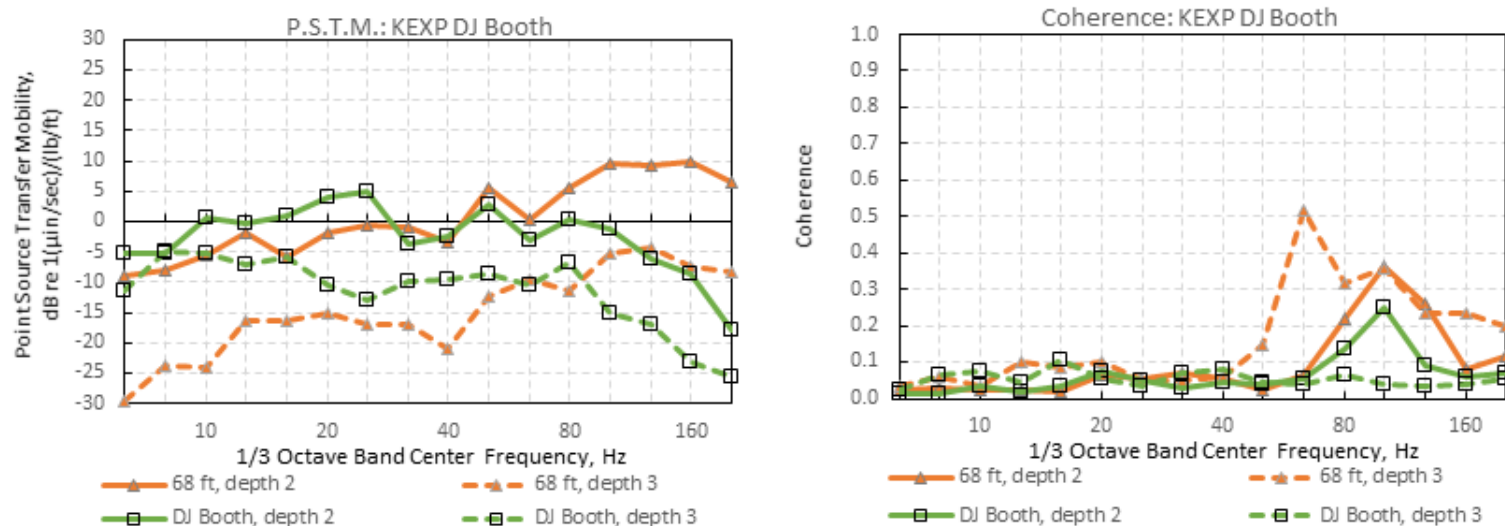 P.S.T.M.: KEXP DJ Booth
30
25
20
15
10
5
0
-5
-10
-15
-20
-25
-30
Point Source Transfer Mobility,
dB re 1(µin/sec)/(lb/ft)
10 20 40 80 160
1/3 Octave Band Center Frequency, Hz
68 ft, depth 2 68 ft, depth 3
DJ Booth, depth 2 DJ Booth, depth 3
Coherence: KEXP DJ Booth
1.0
0.9
0.8
0.7
0.6
0.5
0.4
0.3
0.2
0.1
0.0
Coherence
10 20 40 80 160
1/3 Octave Band Center Frequency, Hz
68 ft, depth 2 68 ft, depth 3
DJ Booth, depth 2 DJ Booth, depth 3